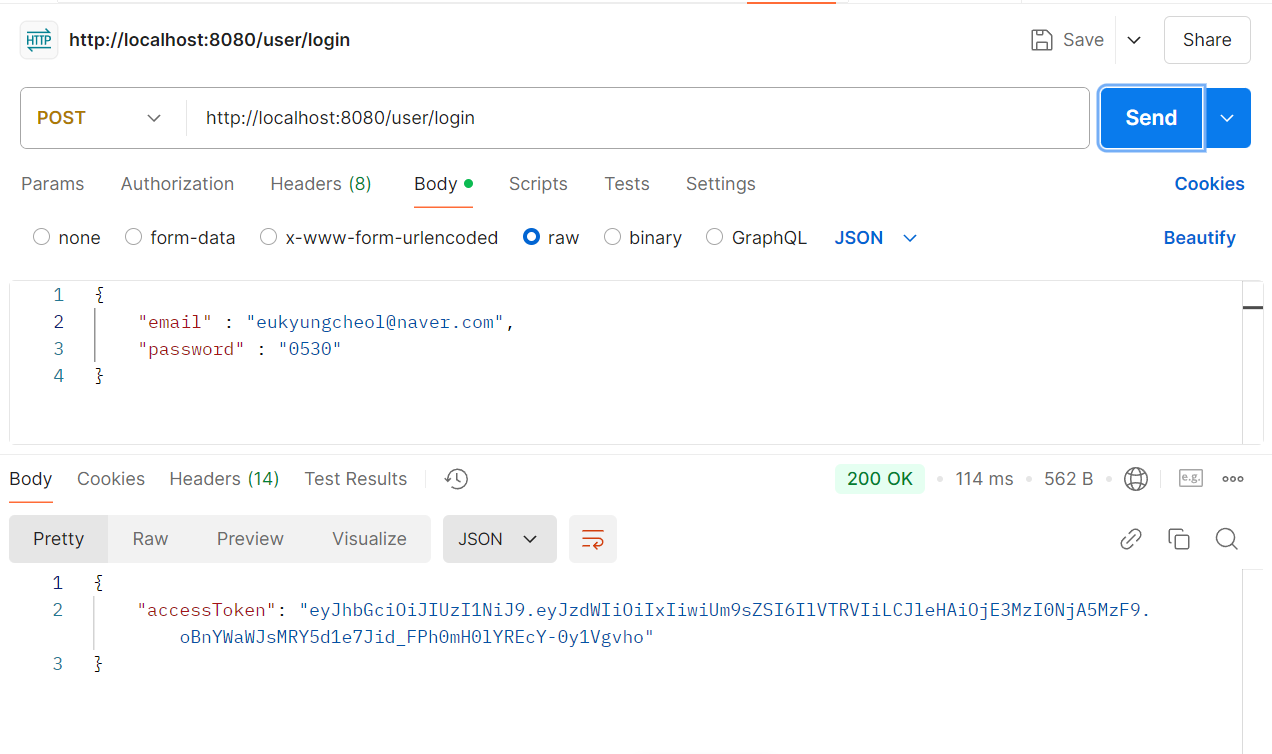 HTTP http://localhost:8080/user/login Save Share
POST http://localhost:8080/user/login Send
Params Authorization Headers (8) Body Scripts Tests Settings Cookies
none form-data x-www-form-urlencoded raw binary GraphQL JSON Beautify
1 {
2 "email" : "eukyungcheol@naver.com",
3 "password" : "0530"
4 }
Body Cookies Headers (14) Test Results 200 OK 114 ms 562 B e.g.
Pretty Raw Preview Visualize JSON
1 {
2 "accessToken": "eyJhbGciOiJIUzI1NiJ9.eyJzdWIiOiIxIiwiUm9sZSI6IlVTRVIiLCJleHAiOjE3MzI0NjA5MzF9.
oBnYWaWJsMRY5d1e7Jid_FPh0mH0lYREcY-0y1Vgvho"
3 }